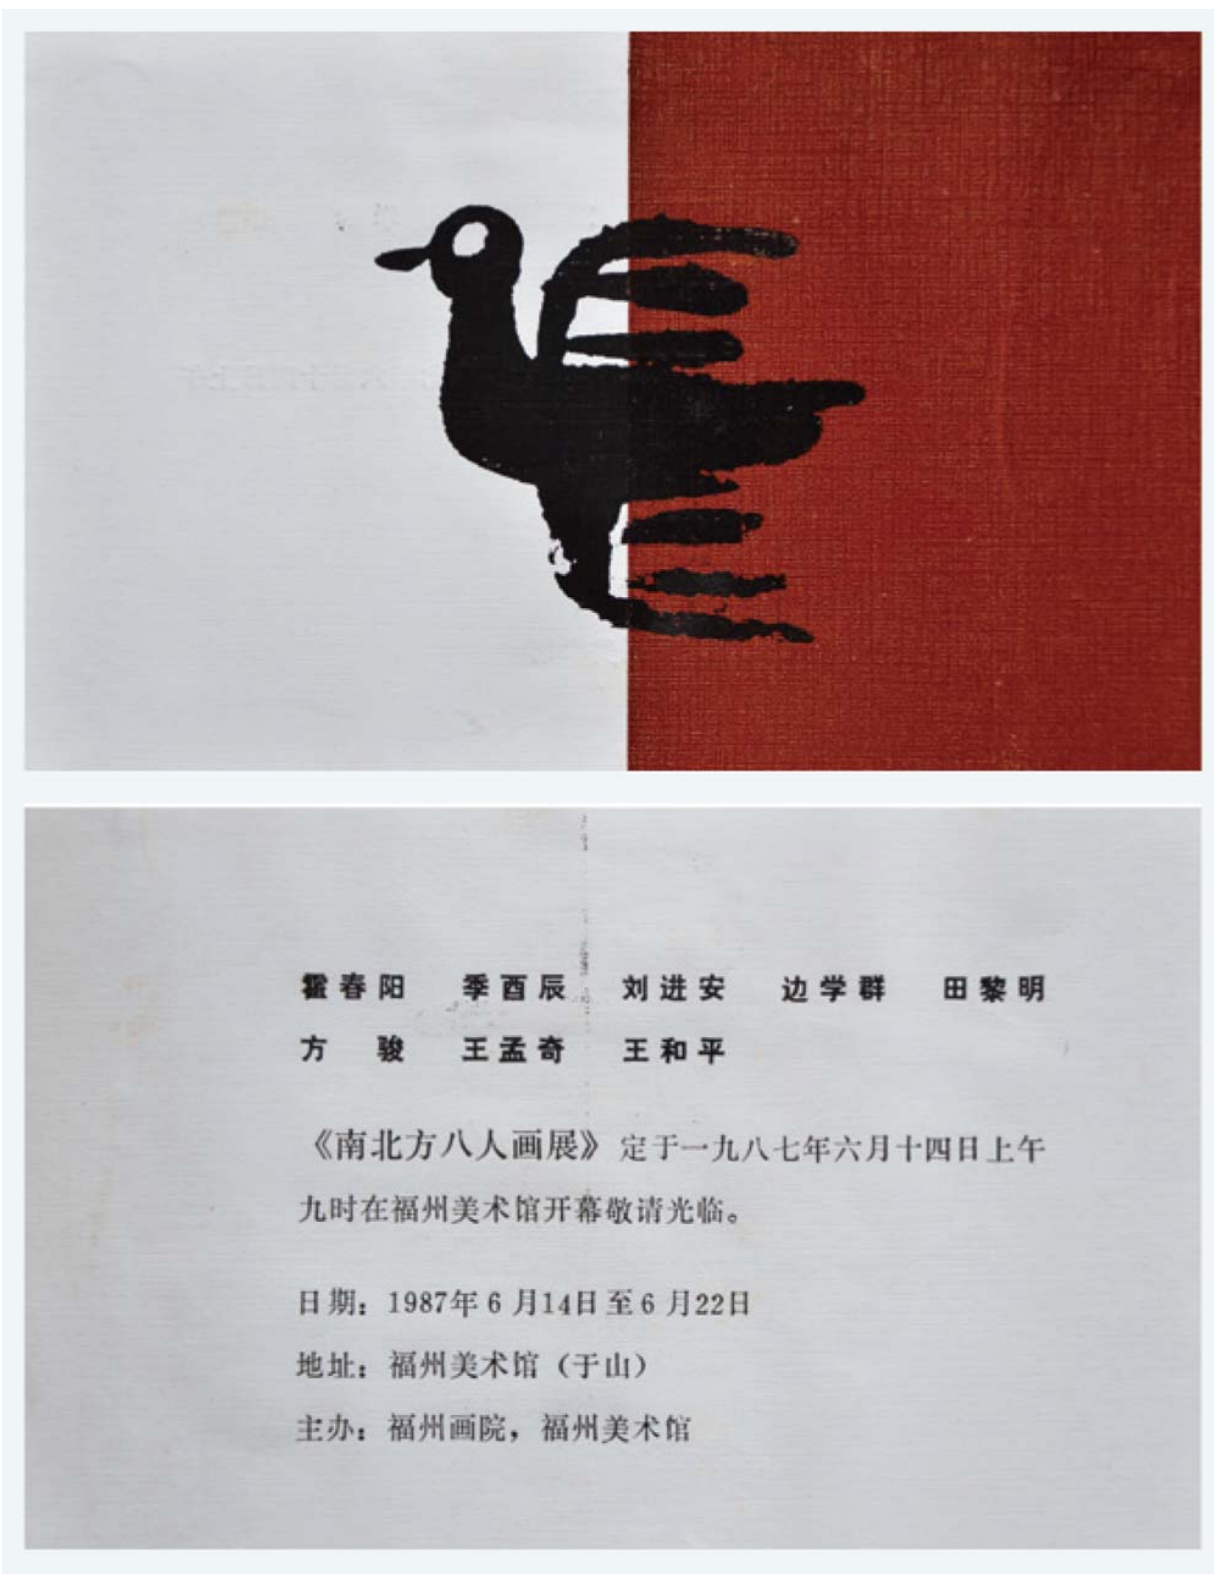 霍春阳 季酉辰 刘进安 边学群 田黎明
方骏 王孟奇 王和平
《南北方八人画展》定于一九八七年六月十四日上午
九时在福州美术馆开幕敬请光临。
日期：1987年6月14日至6月22日
地址：福州美术馆（于山）
主办：福州画院，福州美术馆